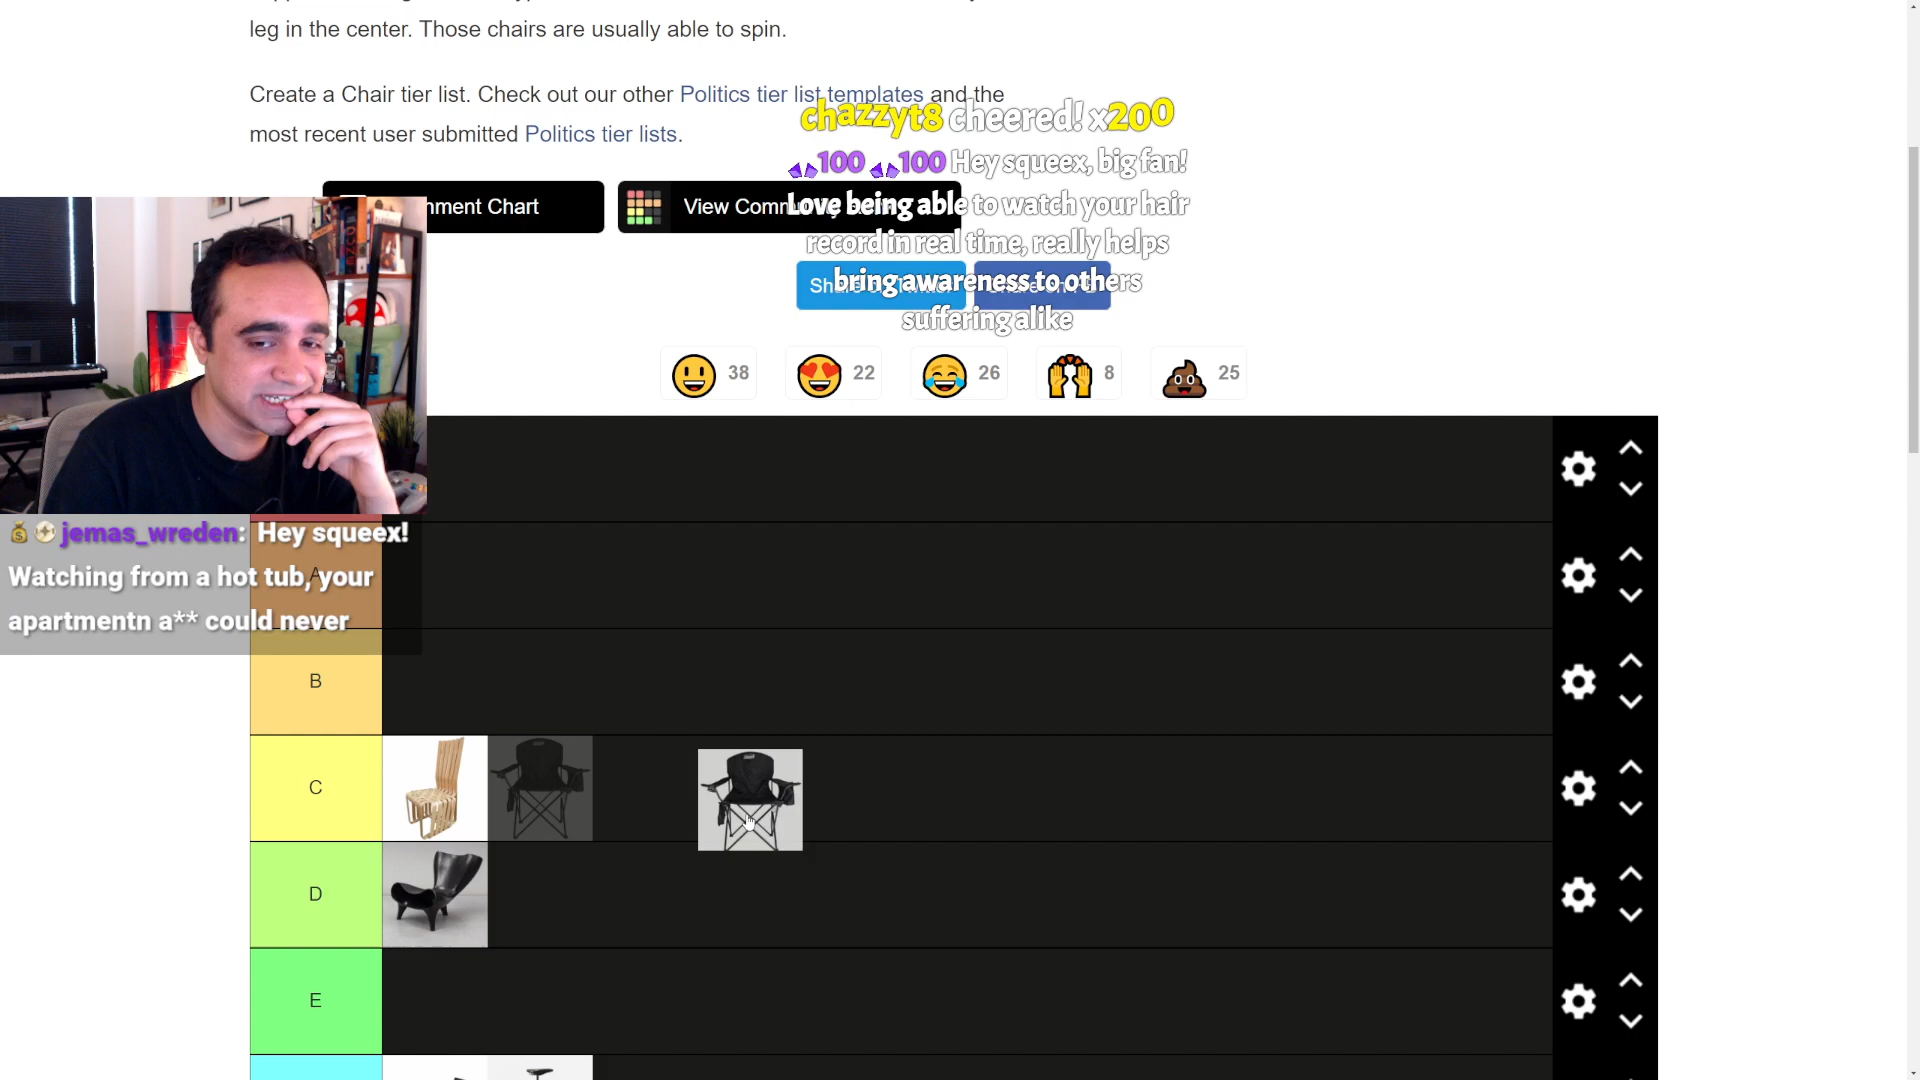 leg in the center. Those chairs are usually able to spin.
Create a Chair tier list. Check out our other Politics tier list templates and the
most recent user submitted Politics tier lists.
chazzyt8 cheered! x200
100 100 Hey squeex, big fan!
Love being able to watch your hair
record in real time, really helps
bring awareness to others
suffering alike
nment Chart
View Comm
Share
38
22
26
8
25
jemas_wreden: Hey squeex!
Watching from a hot tub, your
apartmentn a** could never
A
B
C
D
E